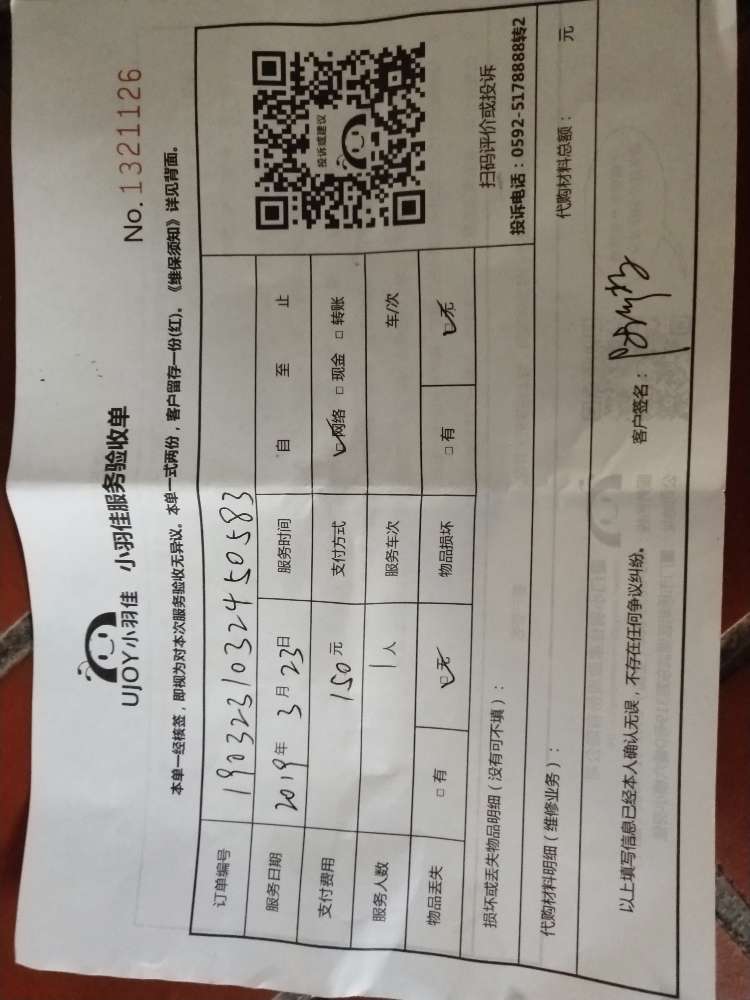 No.1321126
UJOY小羽佳 小羽佳服务验收单
本单一经核签，即视为对本次服务验收无异议。本单一式两份，客户留存一份(红)。《维保须知》详见背面。
订单编号 1903231032450583
服务日期 2019年 3月 23日 服务时间 自 至 止
支付费用 150元 支付方式 ☑网络 □现金 □转账
服务人数 1人 服务车次 车/次
物品丢失 □有 ☑无 物品损坏 □有 ☑无
投诉或建议
扫码评价或投诉
投诉电话：0592-5178888转2
损坏或丢失物品明细（没有可不填）：
代购材料明细（维修业务）： 代购材料总额： 元
以上填写信息已经本人确认无误，不存在任何争议纠纷。 客户签名：